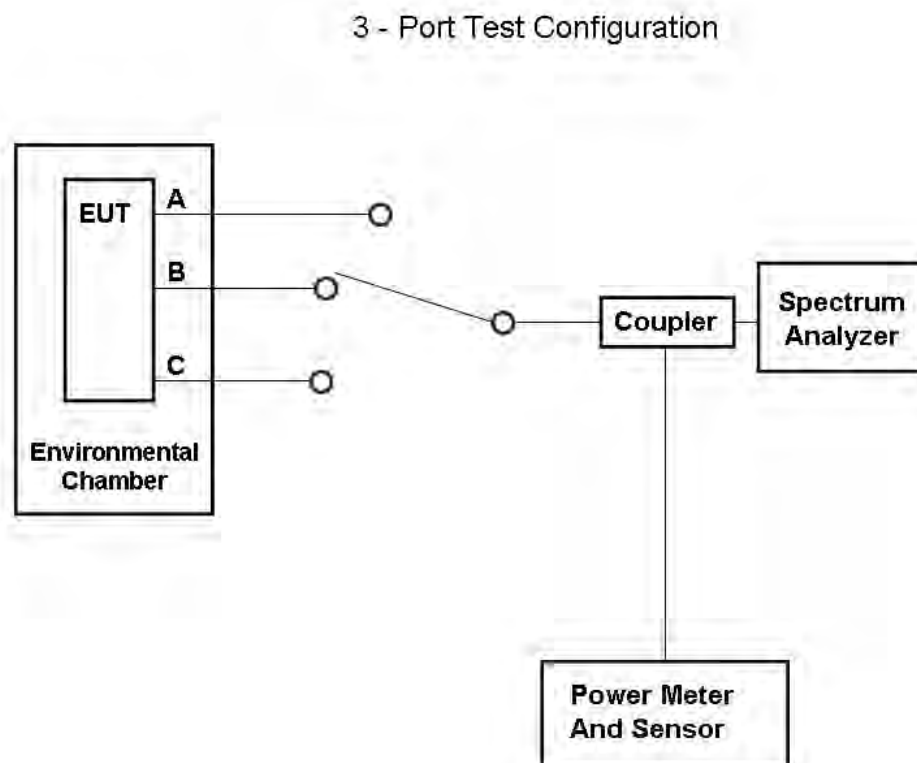 3 - Port Test Configuration
EUT
A
B
C
Environmental
Chamber
Coupler
Spectrum
Analyzer
Power Meter
And Sensor